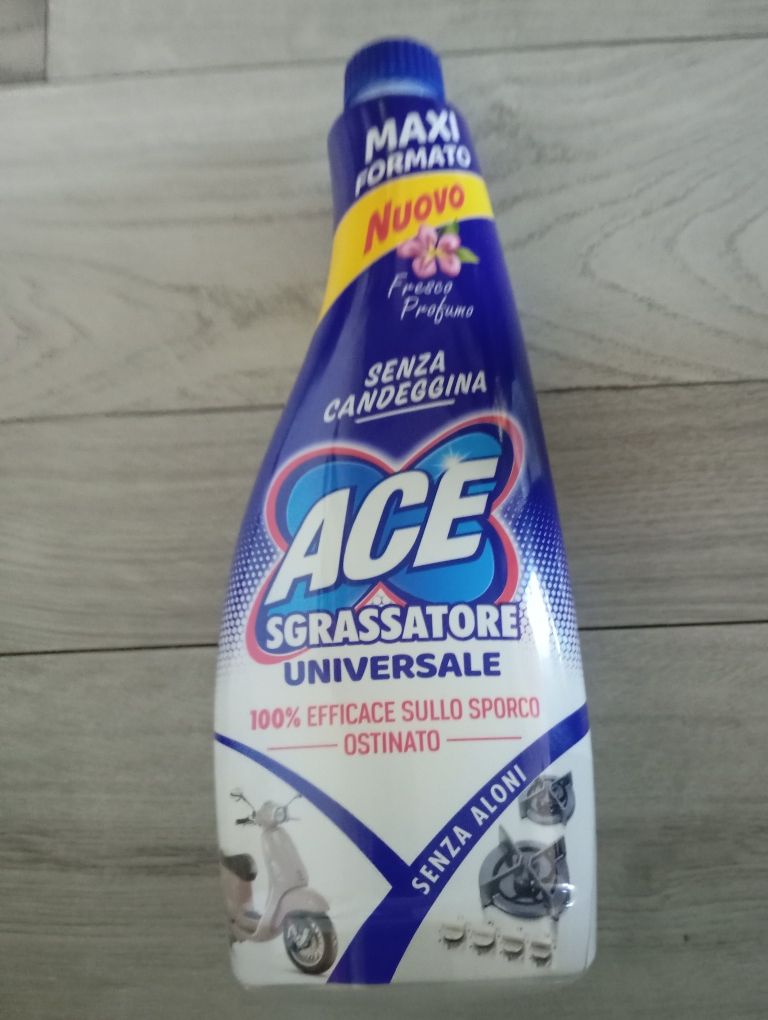 MAXI
FORMATO
NUOVO
Fresco
Profumo
SENZA
CANDEGGINA
ACE
SGRASSATORE
UNIVERSALE
100% EFFICACE SULLO SPORCO
OSTINATO
SENZA ALONI